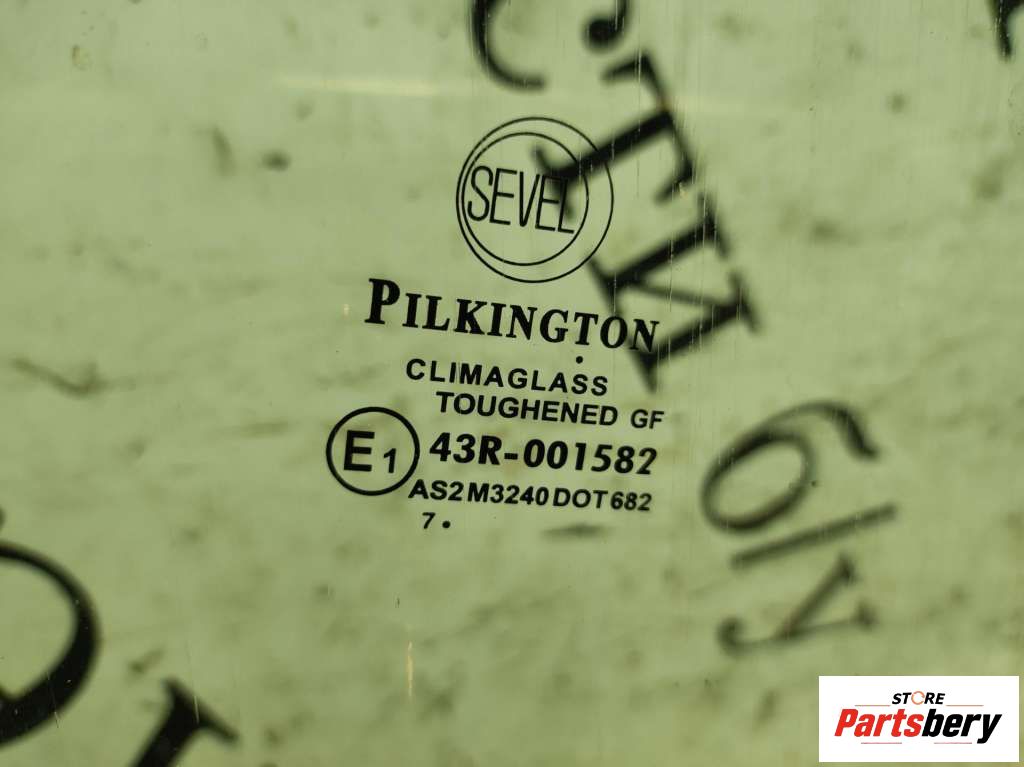 SEVEL
PILKINGTON
CLIMAGLASS
TOUGHENED GF
E1 43R-001582
AS2 M3240 DOT 682
7 •
б/у
STORE
Partsbery